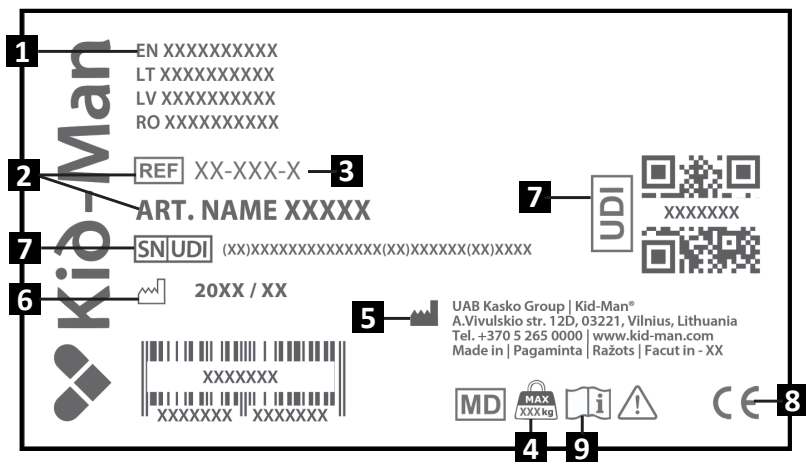 1
EN XXXXXXXXXX
LT XXXXXXXXXX
LV XXXXXXXXXX
RO XXXXXXXXXX
Kið-Man
2
REF XX-XXX-X
3
ART. NAME XXXXX
7
SN UDI (XX)XXXXXXXXXXXXXX(XX)XXXXXX(XX)XXXX
6
20XX / XX
7
UDI
XXXXXXX
5
UAB Kasko Group | Kid-Man®
A.Vivulskio str. 12D, 03221, Vilnius, Lithuania
Tel. +370 5 265 0000 | www.kid-man.com
Made in | Pagaminta | Ražots | Facut in - XX
XXXXXXX
XXXXXXX XXXXXXX
MD
MAX
XXX kg
i
CE
8
4
9